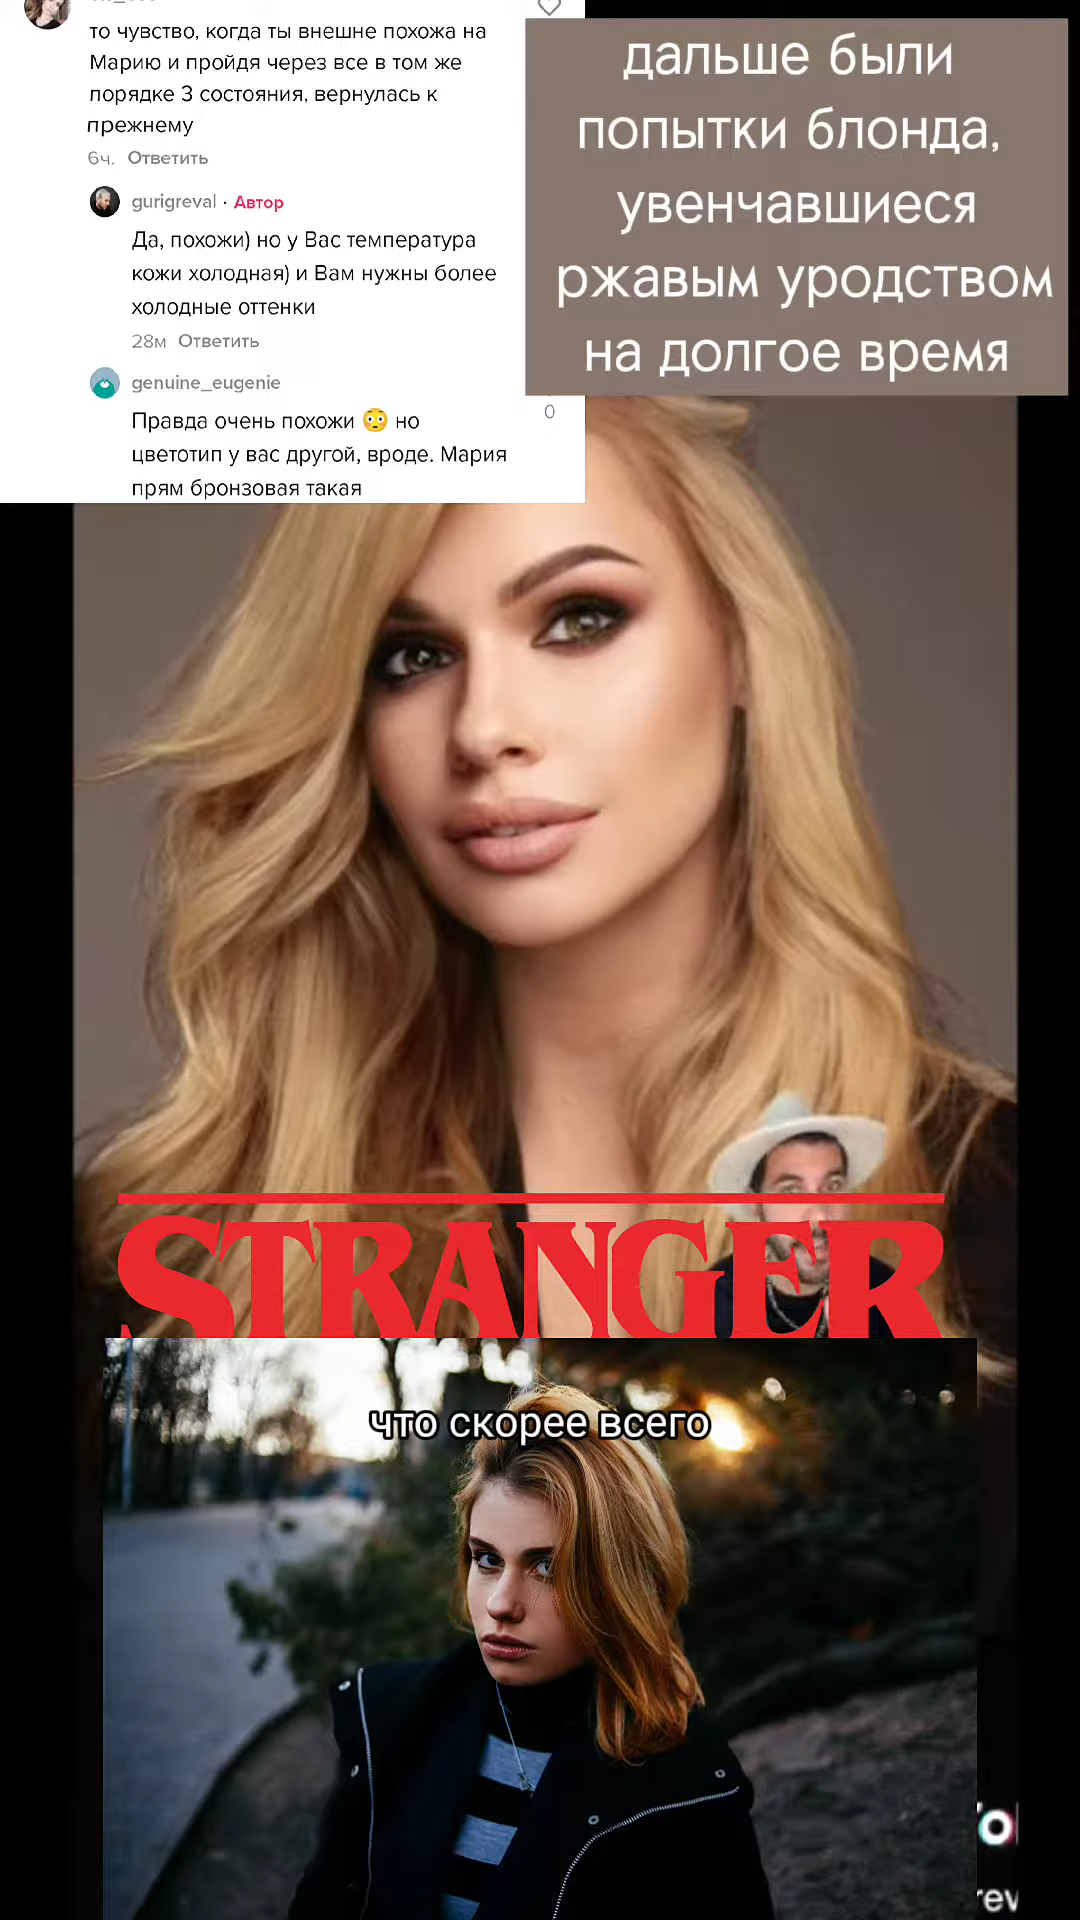 то чувство, когда ты внешне похожа на
Марию и пройдя через все в том же
порядке 3 состояния, вернулась к
прежнему
6ч. Ответить
gurigreval · Автор
Да, похожи) но у Вас температура
кожи холодная) и Вам нужны более
холодные оттенки
28м Ответить
genuine_eugenie
Правда очень похожи 😳 но
цветотип у вас другой, вроде. Мария
прям бронзовая такая
0
дальше были
попытки блонда,
увенчавшиеся
ржавым уродством
на долгое время
STRANGER
что скорее всего